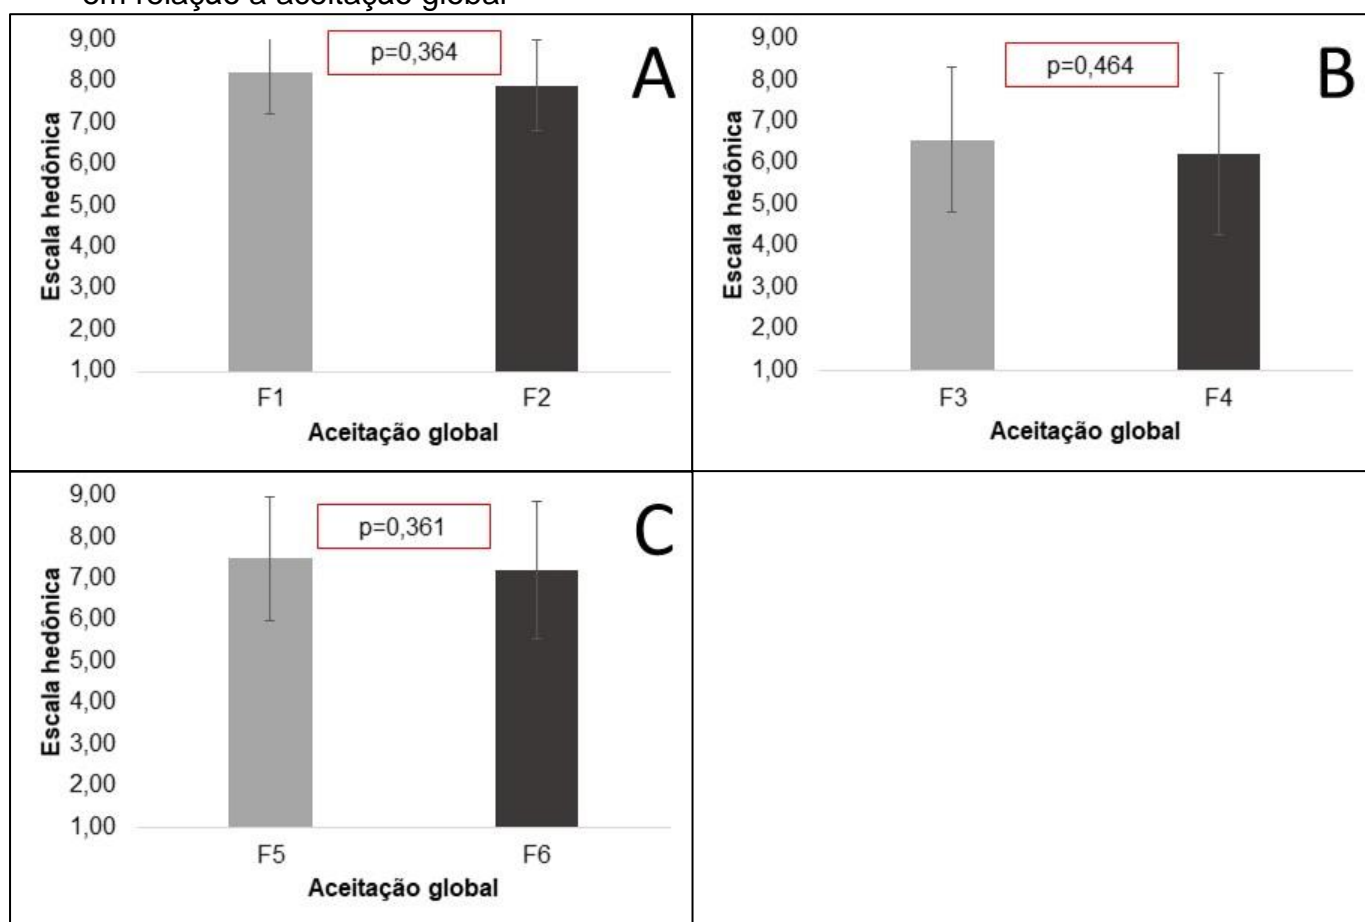 em relação a aceitação global
9,00
8,00
7,00
6,00
5,00
4,00
3,00
2,00
1,00
Escala hedônica
p=0,364
A
F1 F2
Aceitação global
9,00
8,00
7,00
6,00
5,00
4,00
3,00
2,00
1,00
Escala hedônica
p=0,464
B
F3 F4
Aceitação global
9,00
8,00
7,00
6,00
5,00
4,00
3,00
2,00
1,00
Escala hedônica
p=0,361
C
F5 F6
Aceitação global